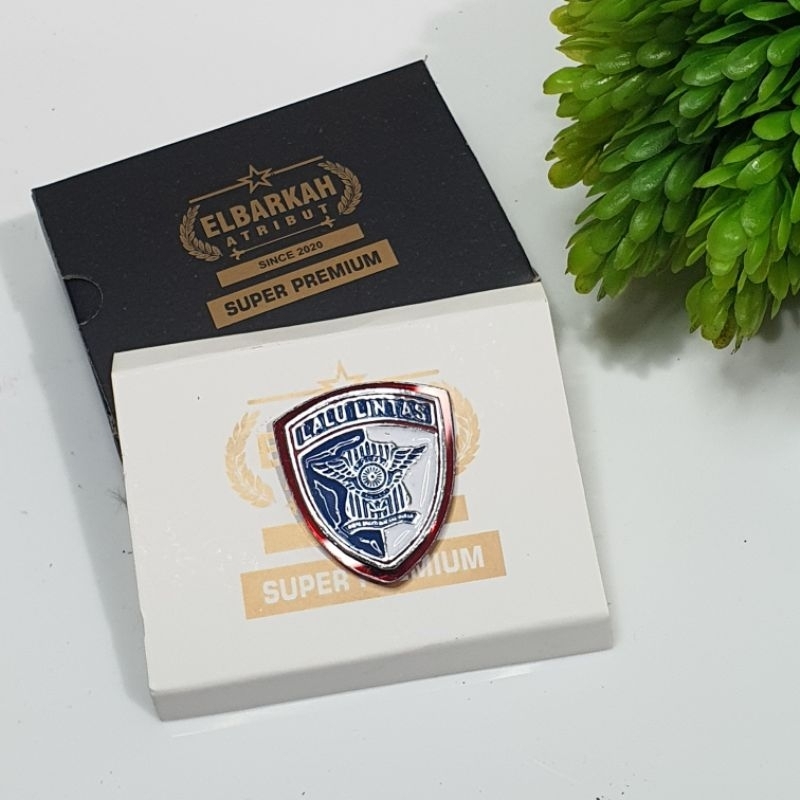 ELBARKAH
ATRIBUT
SINCE 2020
SUPER PREMIUM
LALU LINTAS
SUPER
MIUM